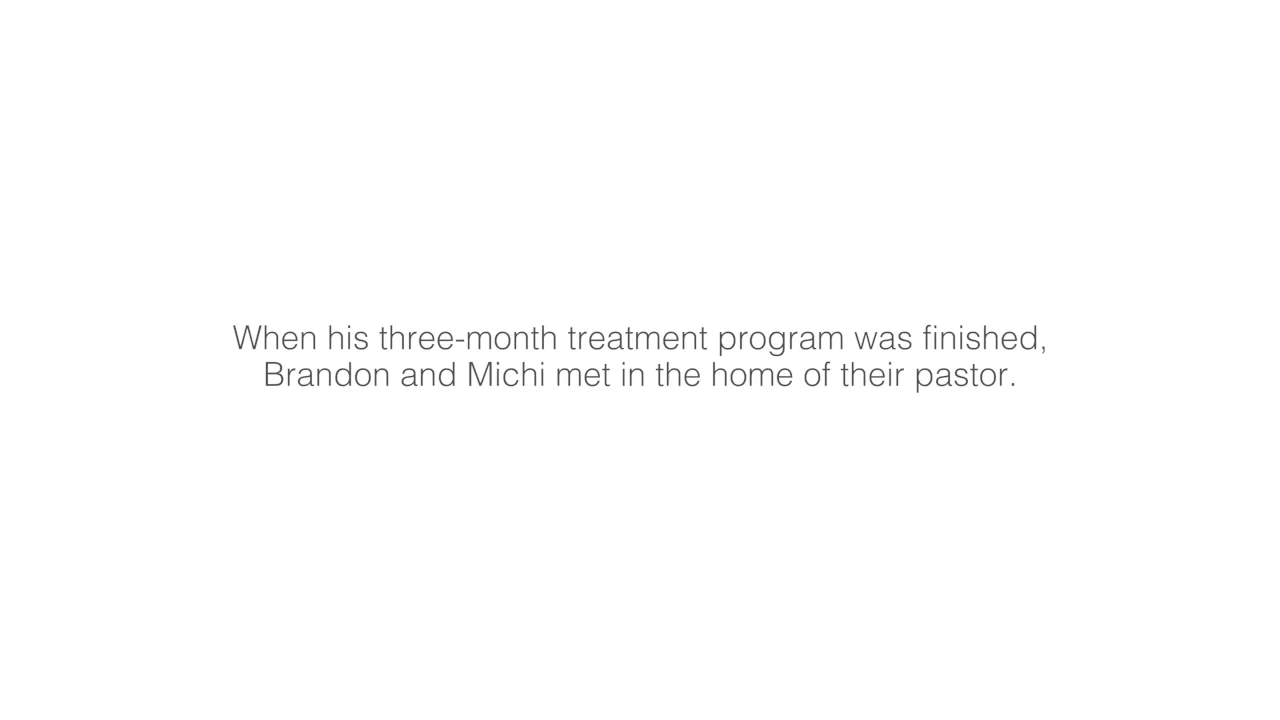 When his three-month treatment program was finished,
Brandon and Michi met in the home of their pastor.